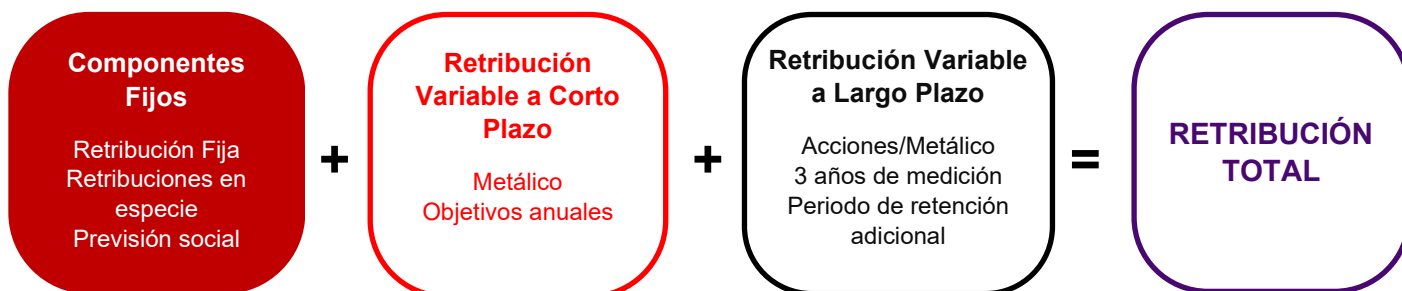 Componentes
Fijos
Retribución Fija
Retribuciones en
especie
Previsión social
+
Retribución
Variable a Corto
Plazo
Metálico
Objetivos anuales
+
Retribución Variable
a Largo Plazo
Acciones/Metálico
3 años de medición
Periodo de retención
adicional
=
RETRIBUCIÓN
TOTAL